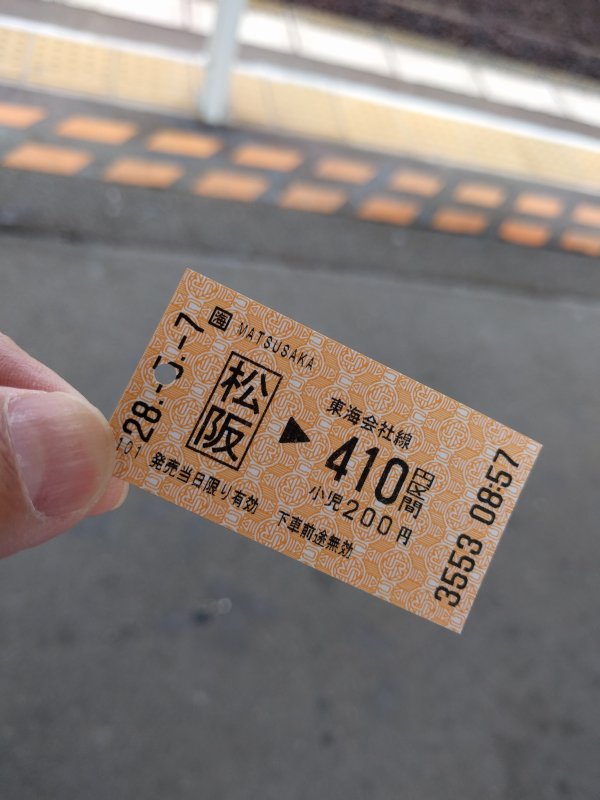 圏 MATSUSAKA
28.-5.-7
101
松阪 ▶
東海会社線
410円区間
小児200円
発売当日限り有効 下車前途無効
3553 08:57